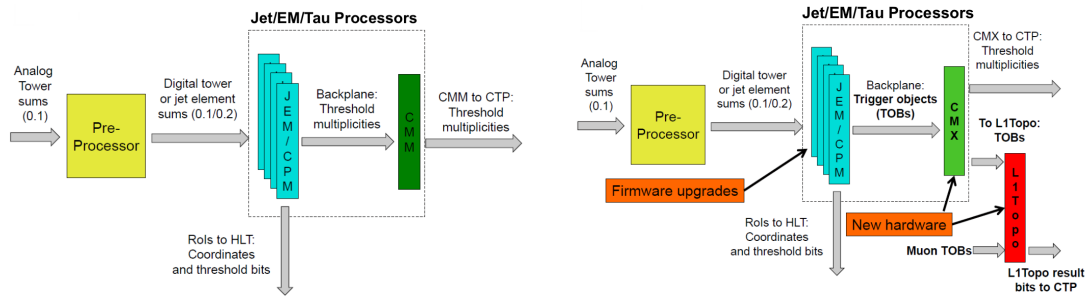 Jet/EM/Tau Processors
Analog
Tower
sums
(0.1)
Pre-
Processor
Digital tower
or jet element
sums (0.1/0.2)
JEM/CPM
Backplane:
Threshold
multiplicities
CMM
CMM to CTP:
Threshold
multiplicities
RoIs to HLT:
Coordinates
and threshold bits
Jet/EM/Tau Processors
Analog
Tower
sums
(0.1)
Pre-
Processor
Digital tower
or jet element
sums (0.1/0.2)
JEM/CPM
Backplane:
Trigger objects
(TOBs)
CMX
CMX to CTP:
Threshold
multiplicities
To L1Topo:
TOBs
L1Topo
Firmware upgrades
New hardware
RoIs to HLT:
Coordinates
and threshold bits
Muon TOBs
L1Topo result
bits to CTP